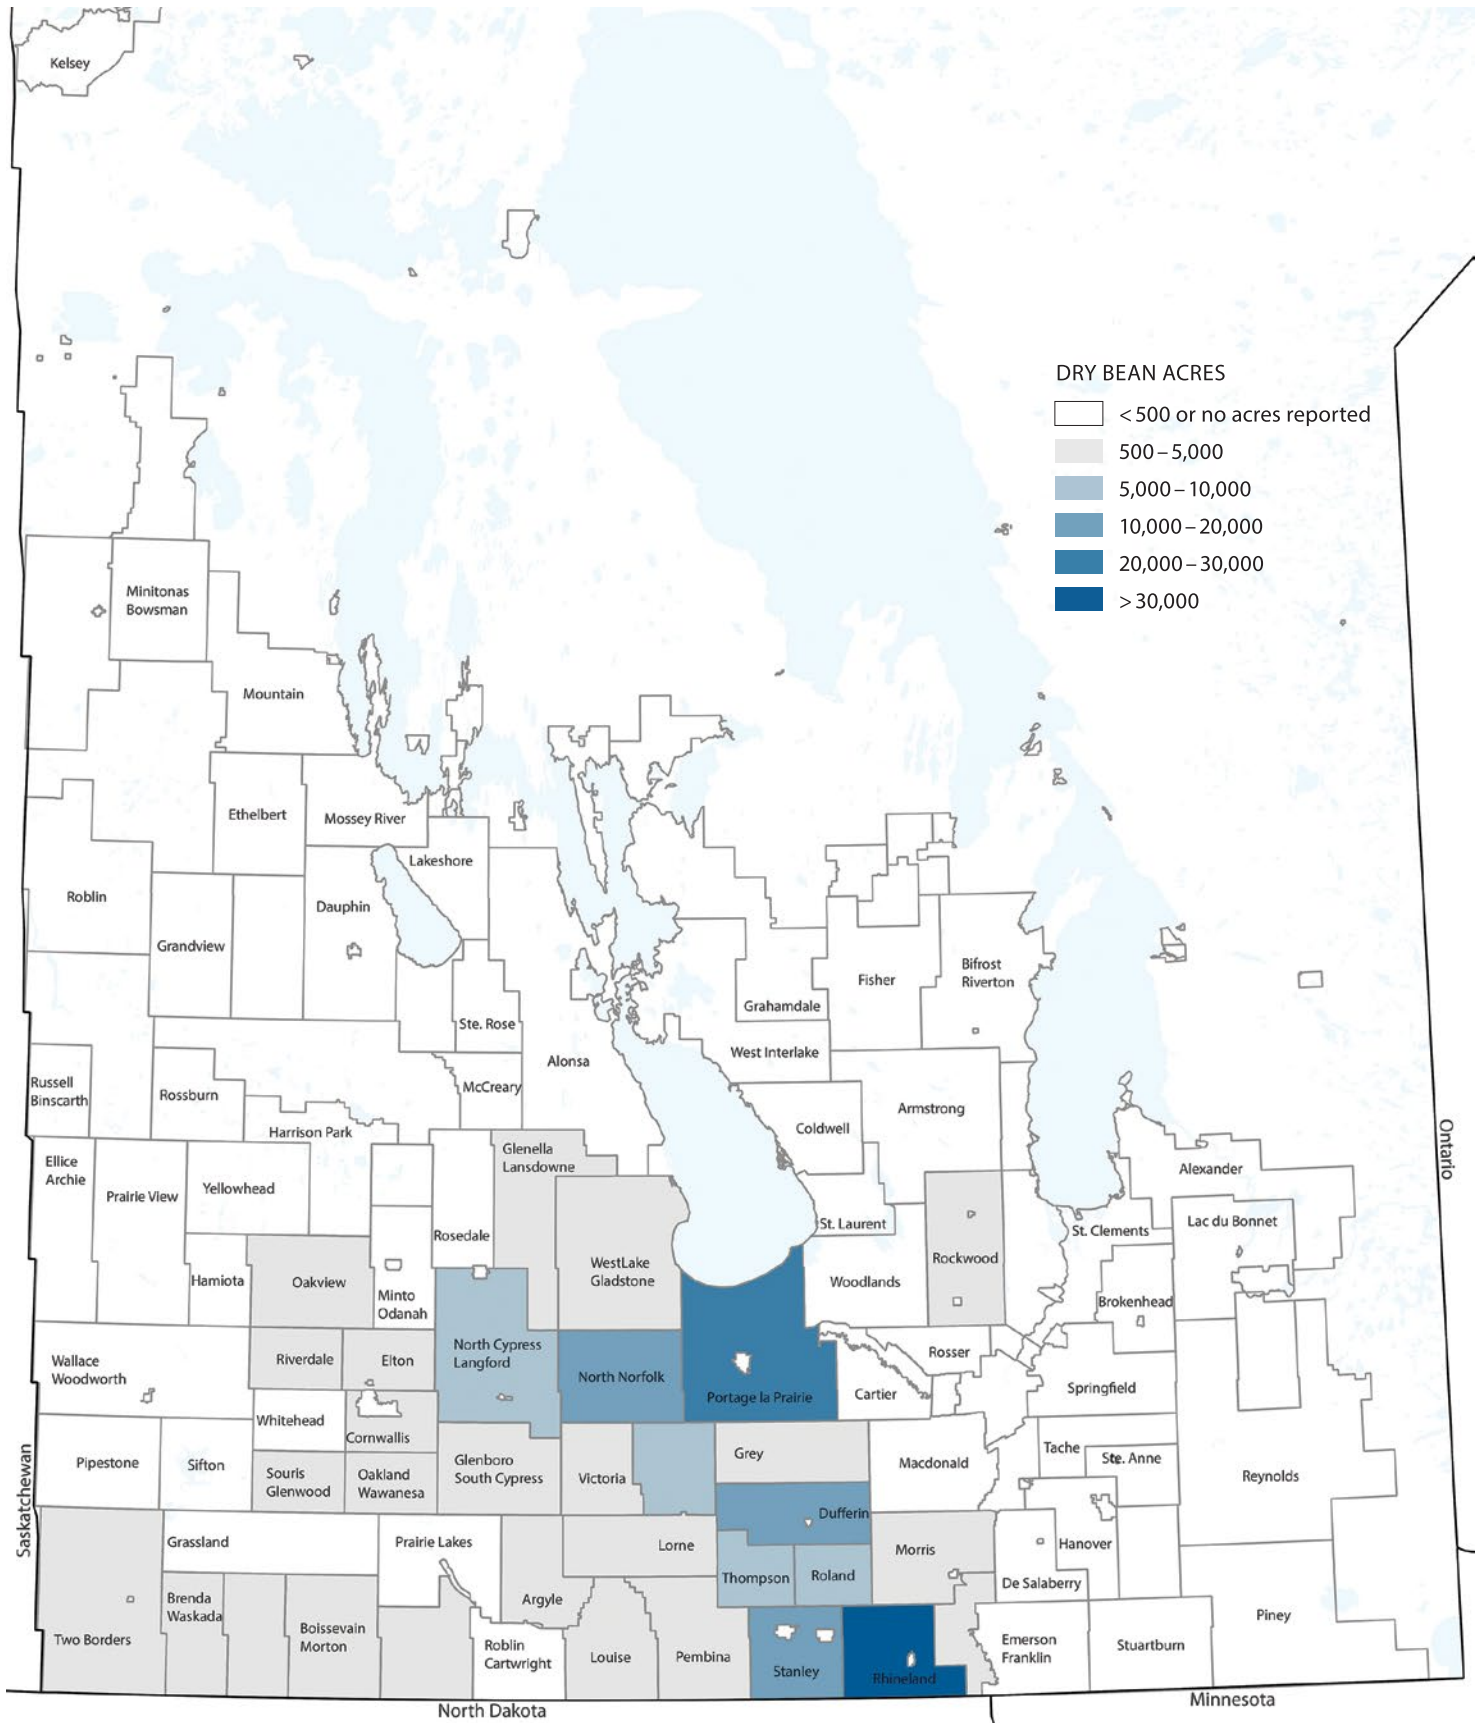 Kelsey
DRY BEAN ACRES
< 500 or no acres reported
500 – 5,000
5,000 – 10,000
10,000 – 20,000
20,000 – 30,000
> 30,000
Minitonas
Bowsman
Mountain
Ethelbert
Mossey River
Lakeshore
Roblin
Dauphin
Grandview
Fisher
Bifrost
Riverton
Grahamdale
Ste. Rose
West Interlake
Alonsa
Russell
Binscarth
Rossburn
McCreary
Armstrong
Coldwell
Harrison Park
Ontario
Glenella
Lansdowne
Ellice
Archie
Prairie View
Yellowhead
Alexander
St. Laurent
Lac du Bonnet
St. Clements
Rosedale
Rockwood
WestLake
Gladstone
Hamiota
Oakview
Woodlands
Minto
Odanah
Brokenhead
North Cypress
Langford
Rosser
Riverdale
Elton
Wallace
Woodworth
North Norfolk
Portage la Prairie
Cartier
Springfield
Whitehead
Cornwallis
Tache
Ste. Anne
Grey
Macdonald
Pipestone
Sifton
Souris
Glenwood
Oakland
Wawanesa
Glenboro
South Cypress
Victoria
Reynolds
Saskatchewan
Dufferin
Grassland
Prairie Lakes
Lorne
Morris
Hanover
Thompson
Roland
De Salaberry
Brenda
Waskada
Argyle
Piney
Two Borders
Boissevain
Morton
Roblin
Cartwright
Louise
Pembina
Stanley
Rhineland
Emerson
Franklin
Stuartburn
North Dakota
Minnesota